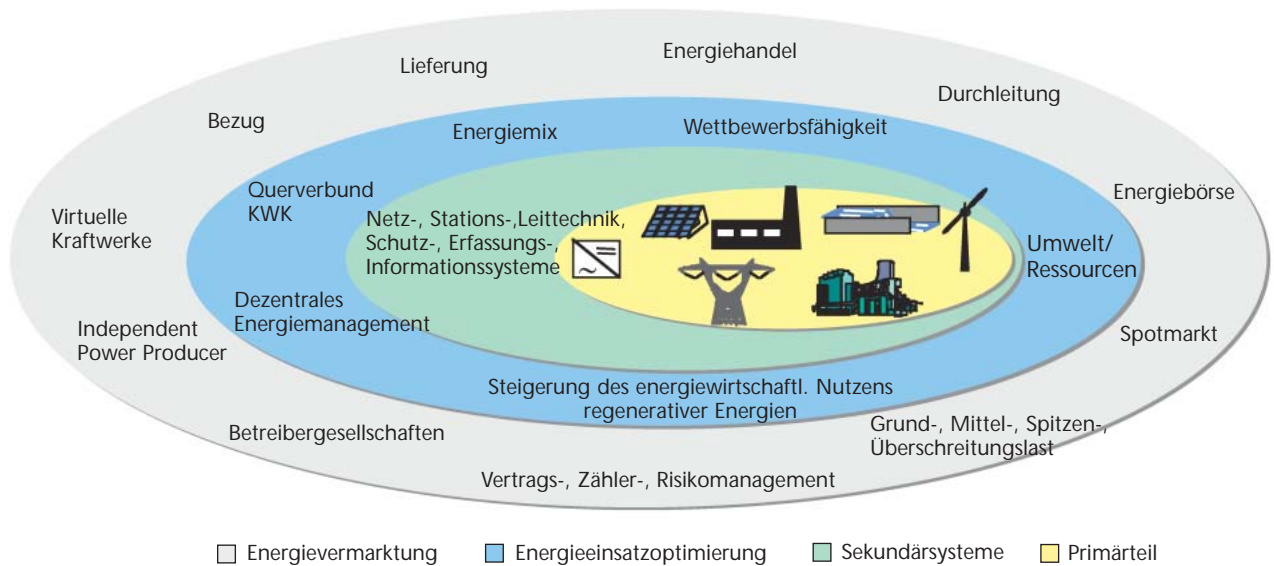 Energiehandel
Lieferung
Durchleitung
Bezug
Energiemix
Wettbewerbsfähigkeit
Querverbund
KWK
Energiebörse
Virtuelle
Kraftwerke
Netz-, Stations-,Leittechnik,
Schutz-, Erfassungs-,
Informationssysteme
Umwelt/
Ressourcen
Dezentrales
Energiemanagement
Independent
Power Producer
Spotmarkt
Steigerung des energiewirtschaftl. Nutzens
regenerativer Energien
Betreibergesellschaften
Grund-, Mittel-, Spitzen-,
Überschreitungslast
Vertrags-, Zähler-, Risikomanagement
Energievermarktung
Energieeinsatzoptimierung
Sekundärsysteme
Primärteil